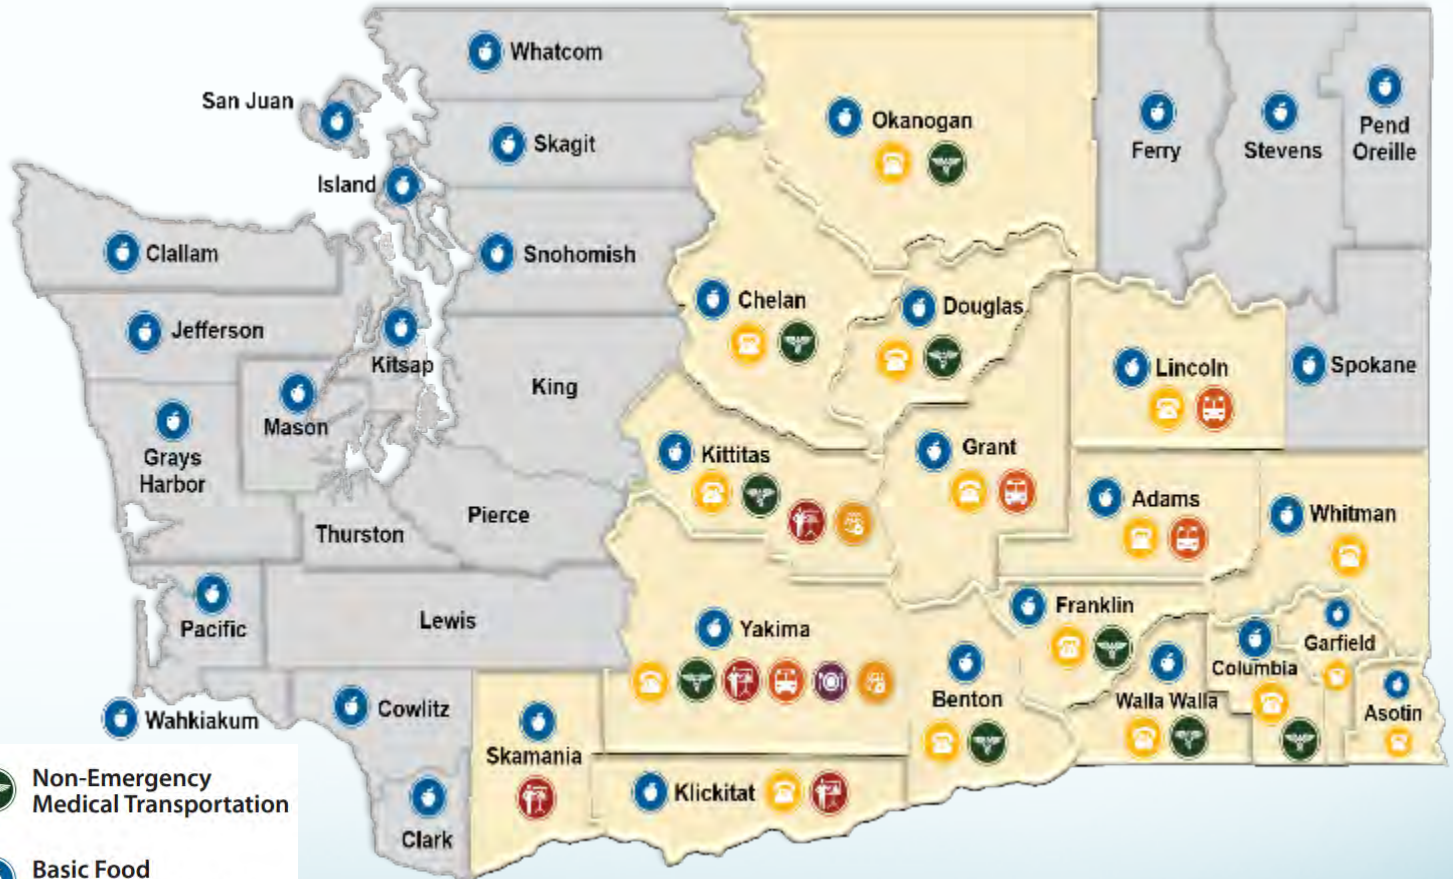 Whatcom
San Juan
Skagit
Island
Okanogan
Ferry
Stevens
Pend
Oreille
Clallam
Snohomish
Jefferson
Kitsap
Chelan
Douglas
King
Mason
Lincoln
Spokane
Grays
Harbor
Kittitas
Grant
Adams
Whitman
Thurston
Pierce
Pacific
Lewis
Yakima
Franklin
Garfield
Columbia
Walla Walla
Benton
Asotin
Wahkiakum
Cowlitz
Skamania
Klickitat
Clark
Non-Emergency
Medical Transportation
Basic Food